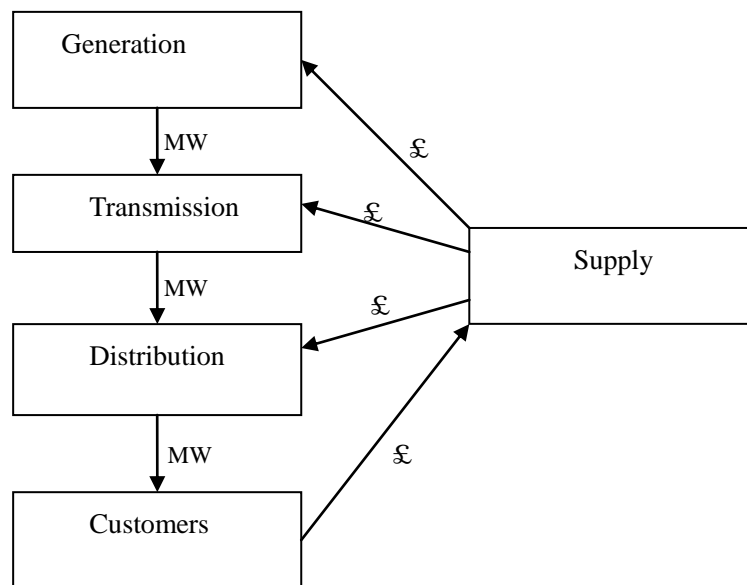 Generation
MW
£
Transmission
£
Supply
MW
£
Distribution
MW
£
Customers